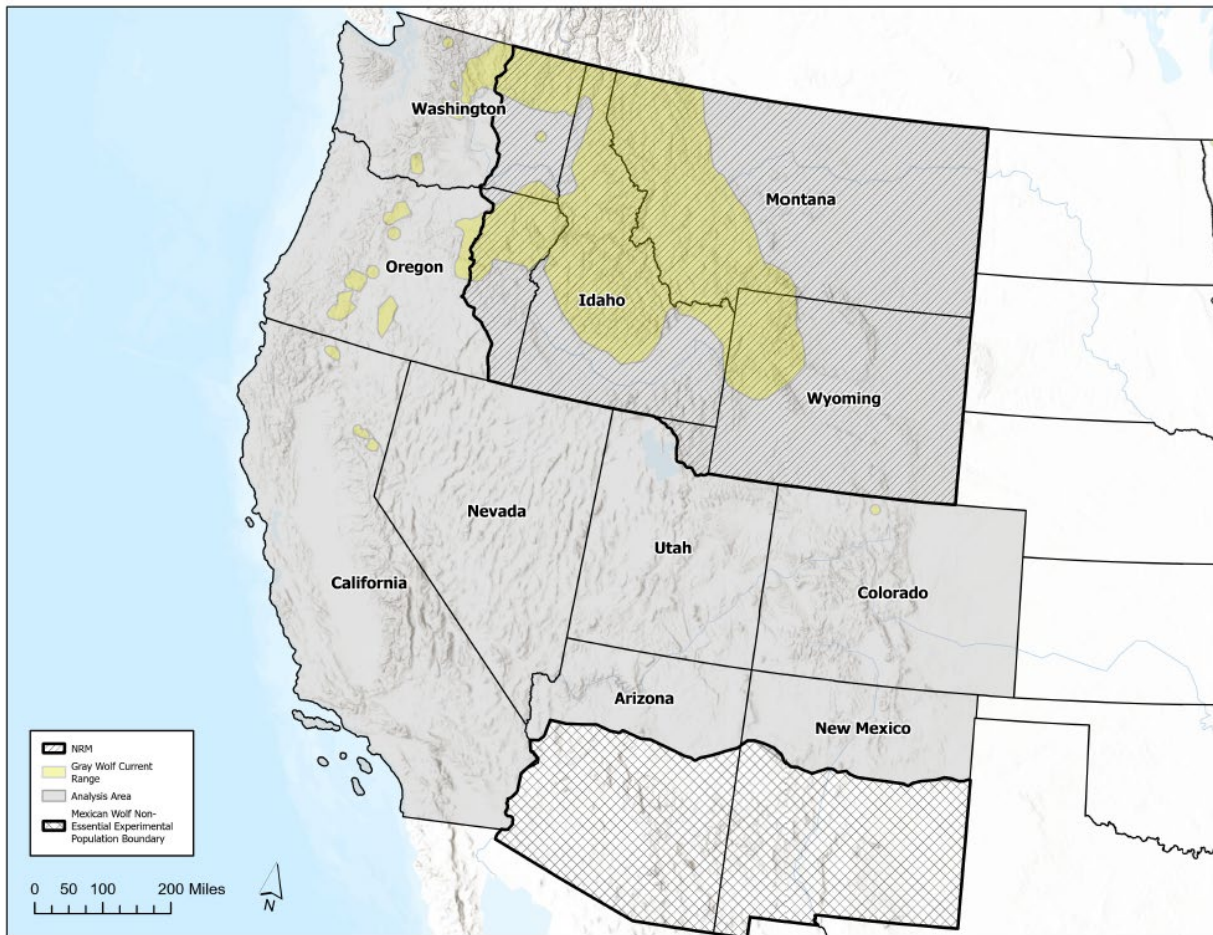 Washington
Montana
Oregon
Idaho
Wyoming
Nevada
Utah
California
Colorado
Arizona
New Mexico
NRM
Gray Wolf Current
Range
Analysis Area
Mexican Wolf Non-
Essential Experimental
Population Boundary
0 50 100 200 Miles
N